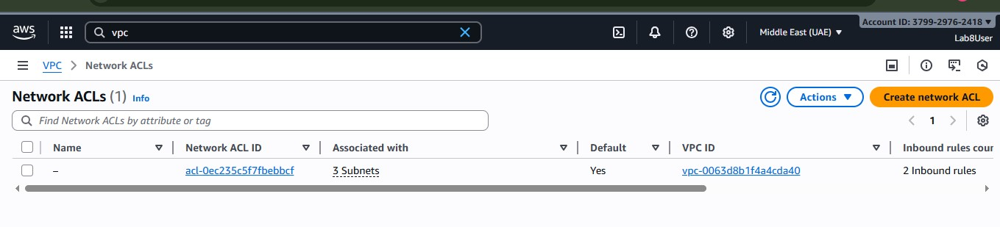 aws
vpc
Middle East (UAE)
Account ID: 3799-2976-2418
Lab8User
VPC > Network ACLs
Network ACLs (1) Info
Actions
Create network ACL
Find Network ACLs by attribute or tag
1
Name Network ACL ID Associated with Default VPC ID Inbound rules cour
– acl-0ec235c5f7fbebbcf 3 Subnets Yes vpc-0063d8b1f4a4cda40 2 Inbound rules